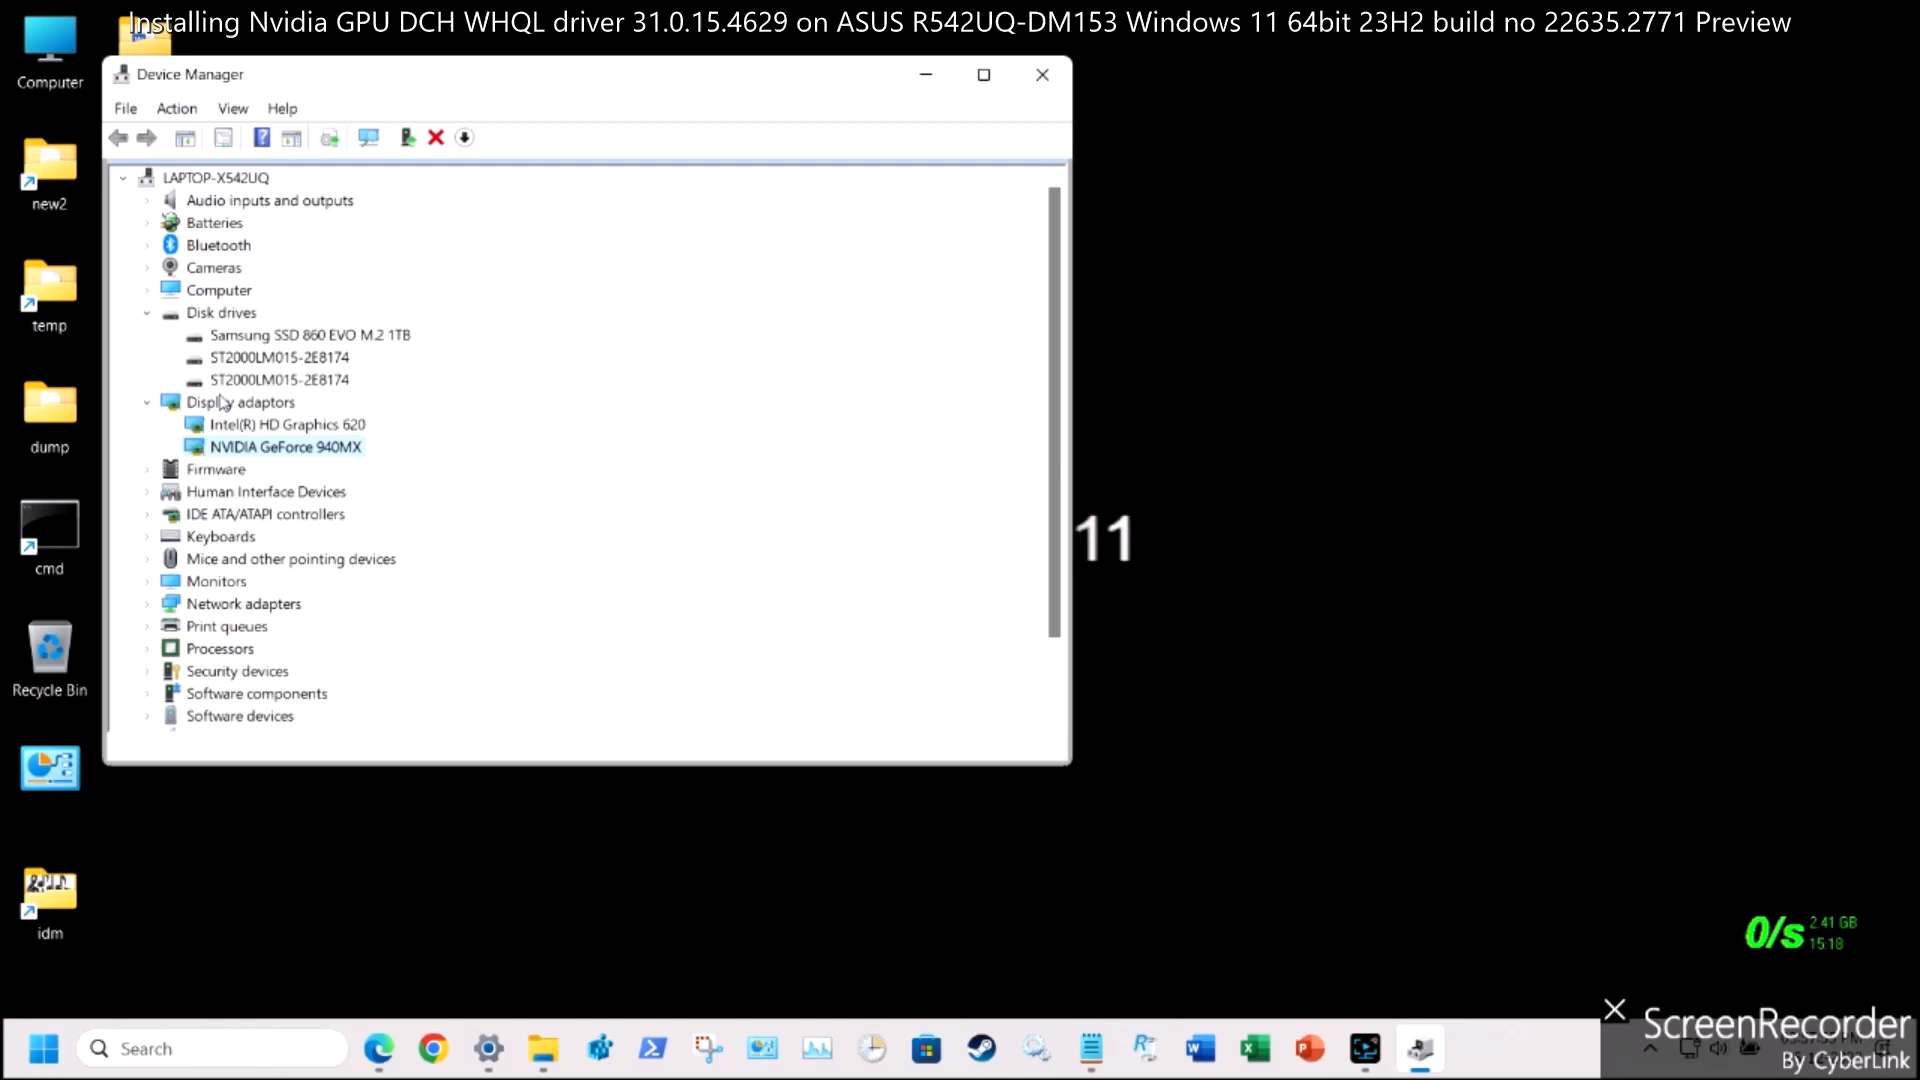 Installing Nvidia GPU DCH WHQL driver 31.0.15.4629 on ASUS R542UQ-DM153 Windows 11 64bit 23H2 build no 22635.2771 Preview
Computer
new2
temp
dump
cmd
Recycle Bin
idm
Device Manager
File Action View Help
LAPTOP-X542UQ
Audio inputs and outputs
Batteries
Bluetooth
Cameras
Computer
Disk drives
Samsung SSD 860 EVO M.2 1TB
ST2000LM015-2E8174
ST2000LM015-2E8174
Display adaptors
Intel(R) HD Graphics 620
NVIDIA GeForce 940MX
Firmware
Human Interface Devices
IDE ATA/ATAPI controllers
Keyboards
Mice and other pointing devices
Monitors
Network adapters
Print queues
Processors
Security devices
Software components
Software devices
11
0/s 2.41 GB
15.18
Search
ScreenRecorder
By CyberLink